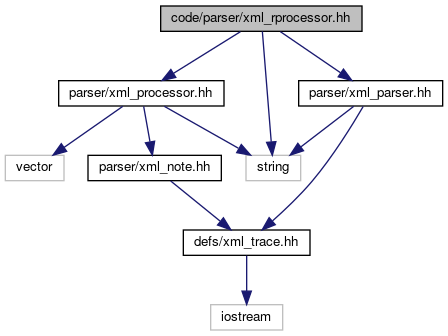 code/parser/xml_rprocessor.hh
parser/xml_processor.hh
parser/xml_parser.hh
vector
parser/xml_note.hh
string
defs/xml_trace.hh
iostream